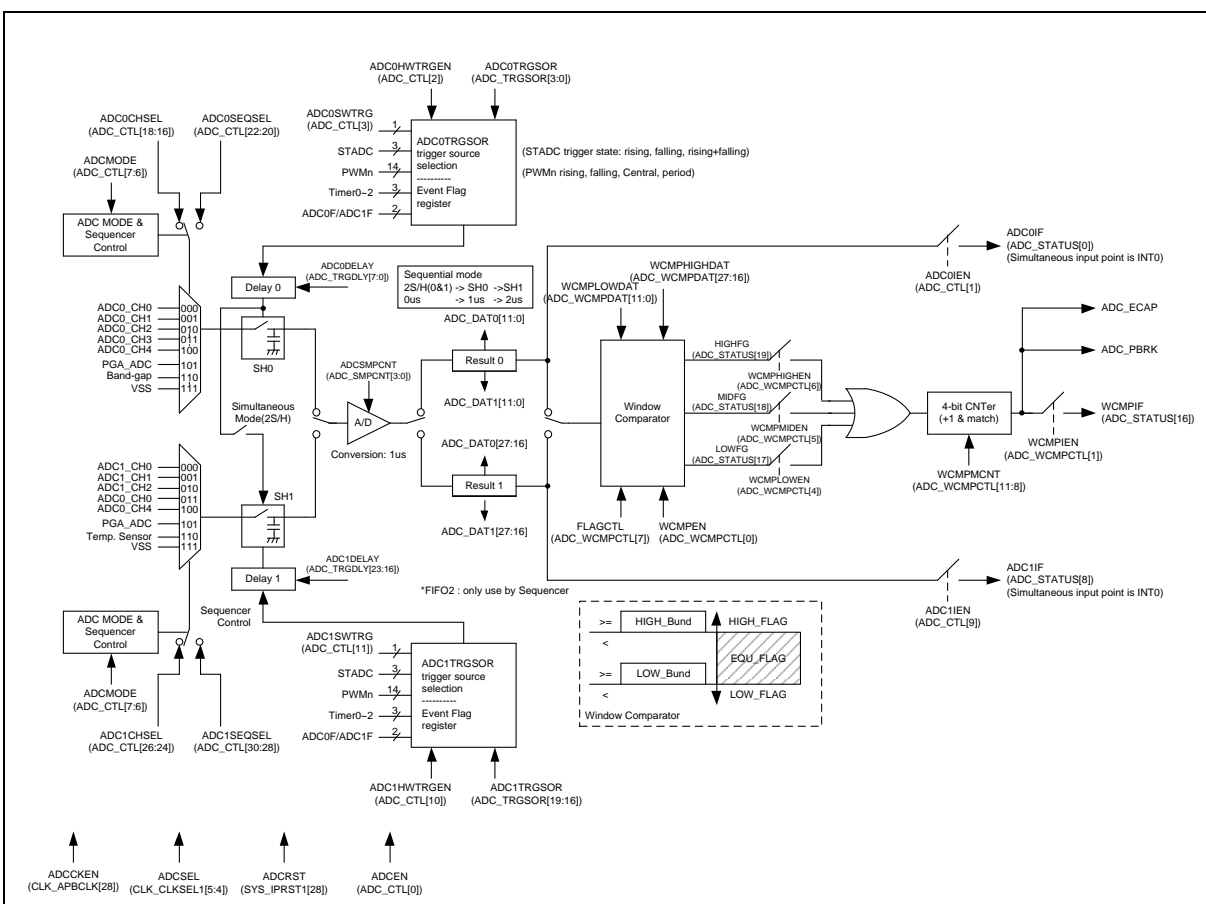 ADC0HWTRGEN
(ADC_CTL[2])
ADC0TRGSOR
(ADC_TRGSOR[3:0])
ADC0SWTRG
(ADC_CTL[3])
1
STADC
3
PWMn
14
Timer0~2
3
ADC0F/ADC1F
2
ADC0TRGSOR
trigger source
selection
----------
Event Flag
register
(STADC trigger state: rising, falling, rising+falling)
(PWMn rising, falling, Central, period)
ADC0CHSEL
(ADC_CTL[18:16])
ADC0SEQSEL
(ADC_CTL[22:20])
ADCMODE
(ADC_CTL[7:6])
ADC MODE &
Sequencer
Control
ADC0DELAY
(ADC_TRGDLY[7:0])
Delay 0
Sequential mode
2S/H(0&1) -> SH0 ->SH1
0us -> 1us -> 2us
ADC0_CH0 000
ADC0_CH1 001
ADC0_CH2 010
ADC0_CH3 011
ADC0_CH4 100
PGA_ADC 101
Band-gap 110
VSS 111
SH0
Simultaneous
Mode(2S/H)
ADCSMPCNT
(ADC_SMPCNT[3:0])
A/D
Conversion: 1us
ADC_DAT0[11:0]
Result 0
ADC_DAT1[11:0]
ADC_DAT0[27:16]
Result 1
ADC_DAT1[27:16]
WCMPHIGHDAT
(ADC_WCMPDAT[27:16])
WCMPLOWDAT
(ADC_WCMPDAT[11:0])
Window
Comparator
HIGHFG
(ADC_STATUS[19])
WCMPHIGHEN
(ADC_WCMPCTL[6])
MIDFG
(ADC_STATUS[18])
WCMPMIDEN
(ADC_WCMPCTL[5])
LOWFG
(ADC_STATUS[17])
WCMPLOWEN
(ADC_WCMPCTL[4])
FLAGCTL
(ADC_WCMPCTL[7])
WCMPEN
(ADC_WCMPCTL[0])
ADC0IEN
(ADC_CTL[1])
ADC0IF
(ADC_STATUS[0])
(Simultaneous input point is INT0)
ADC_ECAP
ADC_PBRK
4-bit CNTer
(+1 & match)
WCMPMCNT
(ADC_WCMPCTL[11:8])
WCMPIEN
(ADC_WCMPCTL[1])
WCMPIF
(ADC_STATUS[16])
ADC1_CH0 000
ADC1_CH1 001
ADC1_CH2 010
ADC0_CH0 011
ADC0_CH4 100
PGA_ADC 101
Temp. Sensor 110
VSS 111
SH1
Delay 1
ADC1DELAY
(ADC_TRGDLY[23:16])
Sequencer
Control
*FIFO2 : only use by Sequencer
ADC1IEN
(ADC_CTL[9])
ADC1IF
(ADC_STATUS[8])
(Simultaneous input point is INT0)
ADC MODE &
Sequencer
Control
ADCMODE
(ADC_CTL[7:6])
ADC1CHSEL
(ADC_CTL[26:24])
ADC1SEQSEL
(ADC_CTL[30:28])
ADC1SWTRG
(ADC_CTL[11])
1
STADC
3
PWMn
14
Timer0~2
3
ADC0F/ADC1F
2
ADC1TRGSOR
trigger source
selection
----------
Event Flag
register
ADC1HWTRGEN
(ADC_CTL[10])
ADC1TRGSOR
(ADC_TRGSOR[19:16])
>= HIGH_Bund HIGH_FLAG
<
EQU_FLAG
>= LOW_Bund
< LOW_FLAG
Window Comparator
ADCCKEN
(CLK_APBCLK[28])
ADCSEL
(CLK_CLKSEL1[5:4])
ADCRST
(SYS_IPRST1[28])
ADCEN
(ADC_CTL[0])